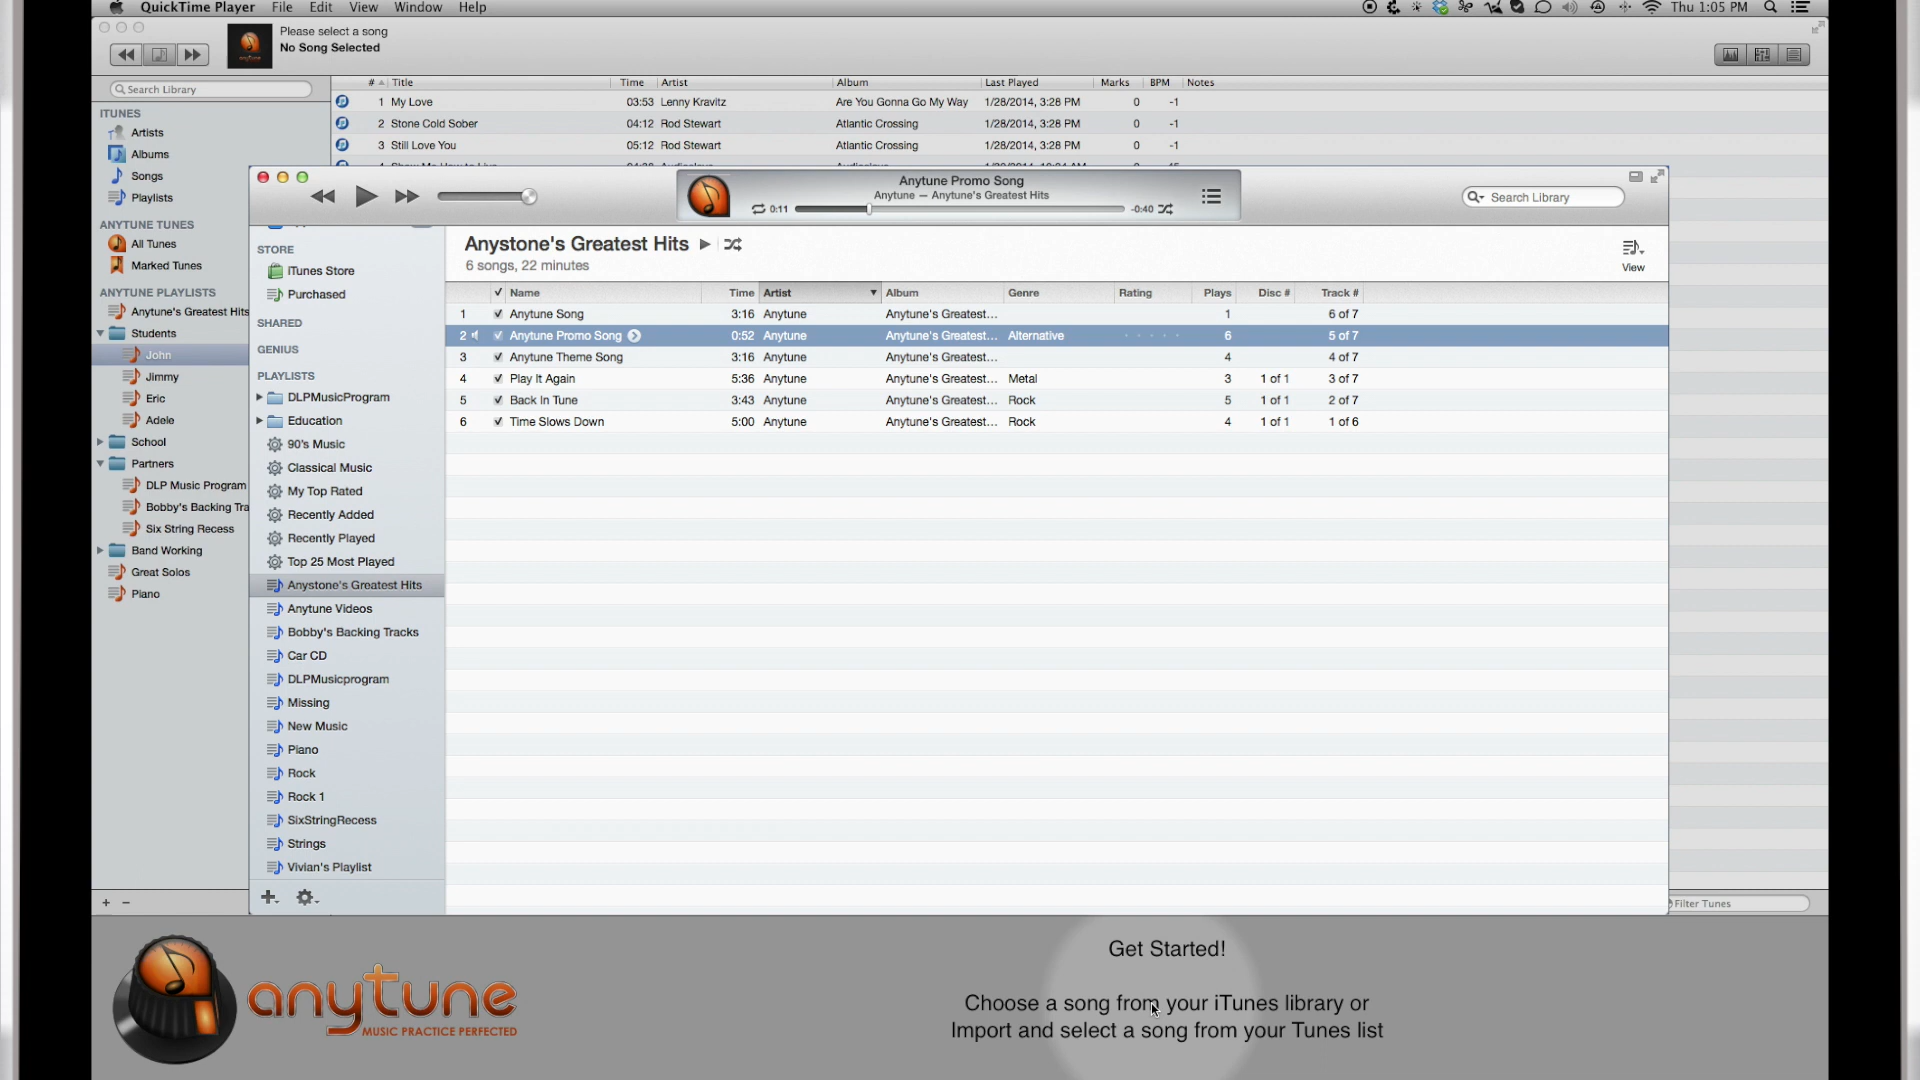 QuickTime Player File Edit View Window Help Thu 1:05 PM
Please select a song
No Song Selected
Search Library
# Title Time Artist Album Last Played Marks BPM Notes
1 My Love 03:53 Lenny Kravitz Are You Gonna Go My Way 1/28/2014, 3:28 PM 0 -1
2 Stone Cold Sober 04:12 Rod Stewart Atlantic Crossing 1/28/2014, 3:28 PM 0 -1
3 Still Love You 05:12 Rod Stewart Atlantic Crossing 1/28/2014, 3:28 PM 0 -1
ITUNES
Artists
Albums
Songs
Playlists
ANYTUNE TUNES
All Tunes
Marked Tunes
ANYTUNE PLAYLISTS
Anytune's Greatest Hits
Students
John
Jimmy
Eric
Adele
School
Partners
DLP Music Program
Bobby's Backing Tra
Six String Recess
Band Working
Great Solos
Piano
+ −
Anytune Promo Song
Anytune — Anytune's Greatest Hits
0:11 -0:40
Search Library
STORE
iTunes Store
Purchased
SHARED
GENIUS
PLAYLISTS
DLPMusicProgram
Education
90's Music
Classical Music
My Top Rated
Recently Added
Recently Played
Top 25 Most Played
Anystone's Greatest Hits
Anytune Videos
Bobby's Backing Tracks
Car CD
DLPMusicprogram
Missing
New Music
Piano
Rock
Rock 1
SixStringRecess
Strings
Vivian's Playlist
Anystone's Greatest Hits
6 songs, 22 minutes
View
Name Time Artist Album Genre Rating Plays Disc # Track #
1 Anytune Song 3:16 Anytune Anytune's Greatest... 1 6 of 7
2 Anytune Promo Song 0:52 Anytune Anytune's Greatest... Alternative 6 5 of 7
3 Anytune Theme Song 3:16 Anytune Anytune's Greatest... 4 4 of 7
4 Play It Again 5:36 Anytune Anytune's Greatest... Metal 3 1 of 1 3 of 7
5 Back In Tune 3:43 Anytune Anytune's Greatest... Rock 5 1 of 1 2 of 7
6 Time Slows Down 5:00 Anytune Anytune's Greatest... Rock 4 1 of 1 1 of 6
Filter Tunes
anytune
MUSIC PRACTICE PERFECTED
Get Started!
Choose a song from your iTunes library or
Import and select a song from your Tunes list